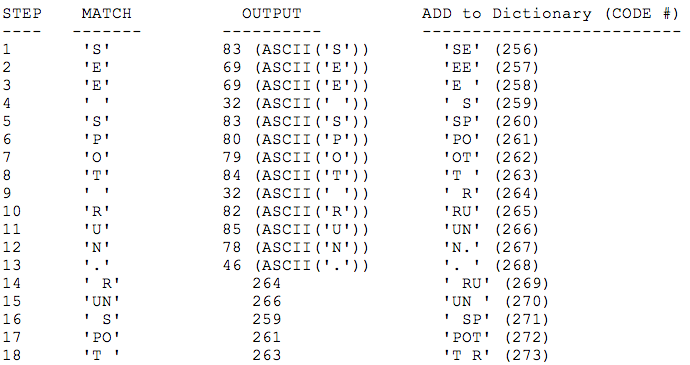 STEP MATCH OUTPUT ADD to Dictionary (CODE #)
---- ------- ---------- --------------------------
1 'S' 83 (ASCII('S')) 'SE' (256)
2 'E' 69 (ASCII('E')) 'EE' (257)
3 'E' 69 (ASCII('E')) 'E ' (258)
4 ' ' 32 (ASCII(' ')) ' S' (259)
5 'S' 83 (ASCII('S')) 'SP' (260)
6 'P' 80 (ASCII('P')) 'PO' (261)
7 'O' 79 (ASCII('O')) 'OT' (262)
8 'T' 84 (ASCII('T')) 'T ' (263)
9 ' ' 32 (ASCII(' ')) ' R' (264)
10 'R' 82 (ASCII('R')) 'RU' (265)
11 'U' 85 (ASCII('U')) 'UN' (266)
12 'N' 78 (ASCII('N')) 'N.' (267)
13 '.' 46 (ASCII('.')) '. ' (268)
14 ' R' 264 ' RU' (269)
15 'UN' 266 'UN ' (270)
16 ' S' 259 ' SP' (271)
17 'PO' 261 'POT' (272)
18 'T ' 263 'T R' (273)